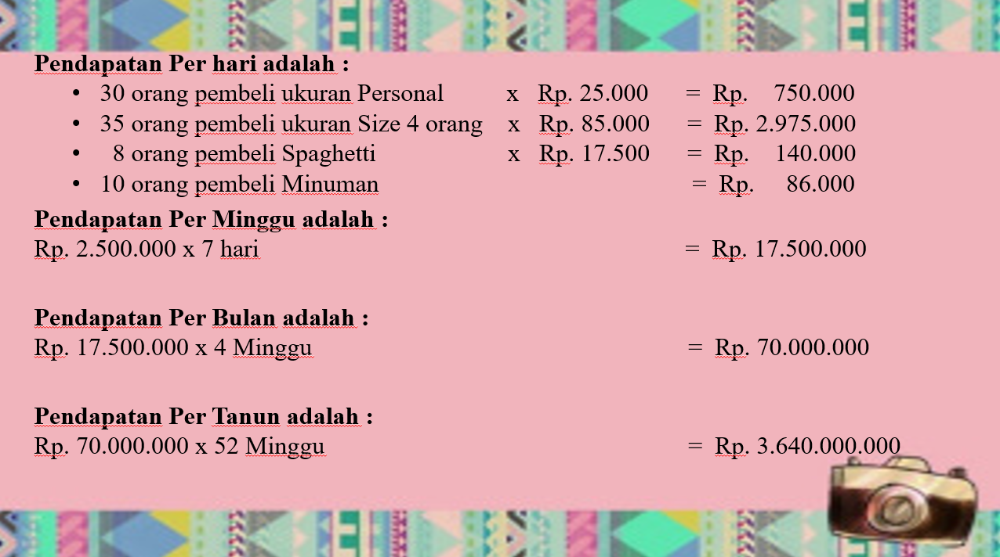 Pendapatan Per hari adalah :
• 30 orang pembeli ukuran Personal x Rp. 25.000 = Rp. 750.000
• 35 orang pembeli ukuran Size 4 orang x Rp. 85.000 = Rp. 2.975.000
• 8 orang pembeli Spaghetti x Rp. 17.500 = Rp. 140.000
• 10 orang pembeli Minuman = Rp. 86.000
Pendapatan Per Minggu adalah :
Rp. 2.500.000 x 7 hari = Rp. 17.500.000
Pendapatan Per Bulan adalah :
Rp. 17.500.000 x 4 Minggu = Rp. 70.000.000
Pendapatan Per Tanun adalah :
Rp. 70.000.000 x 52 Minggu = Rp. 3.640.000.000